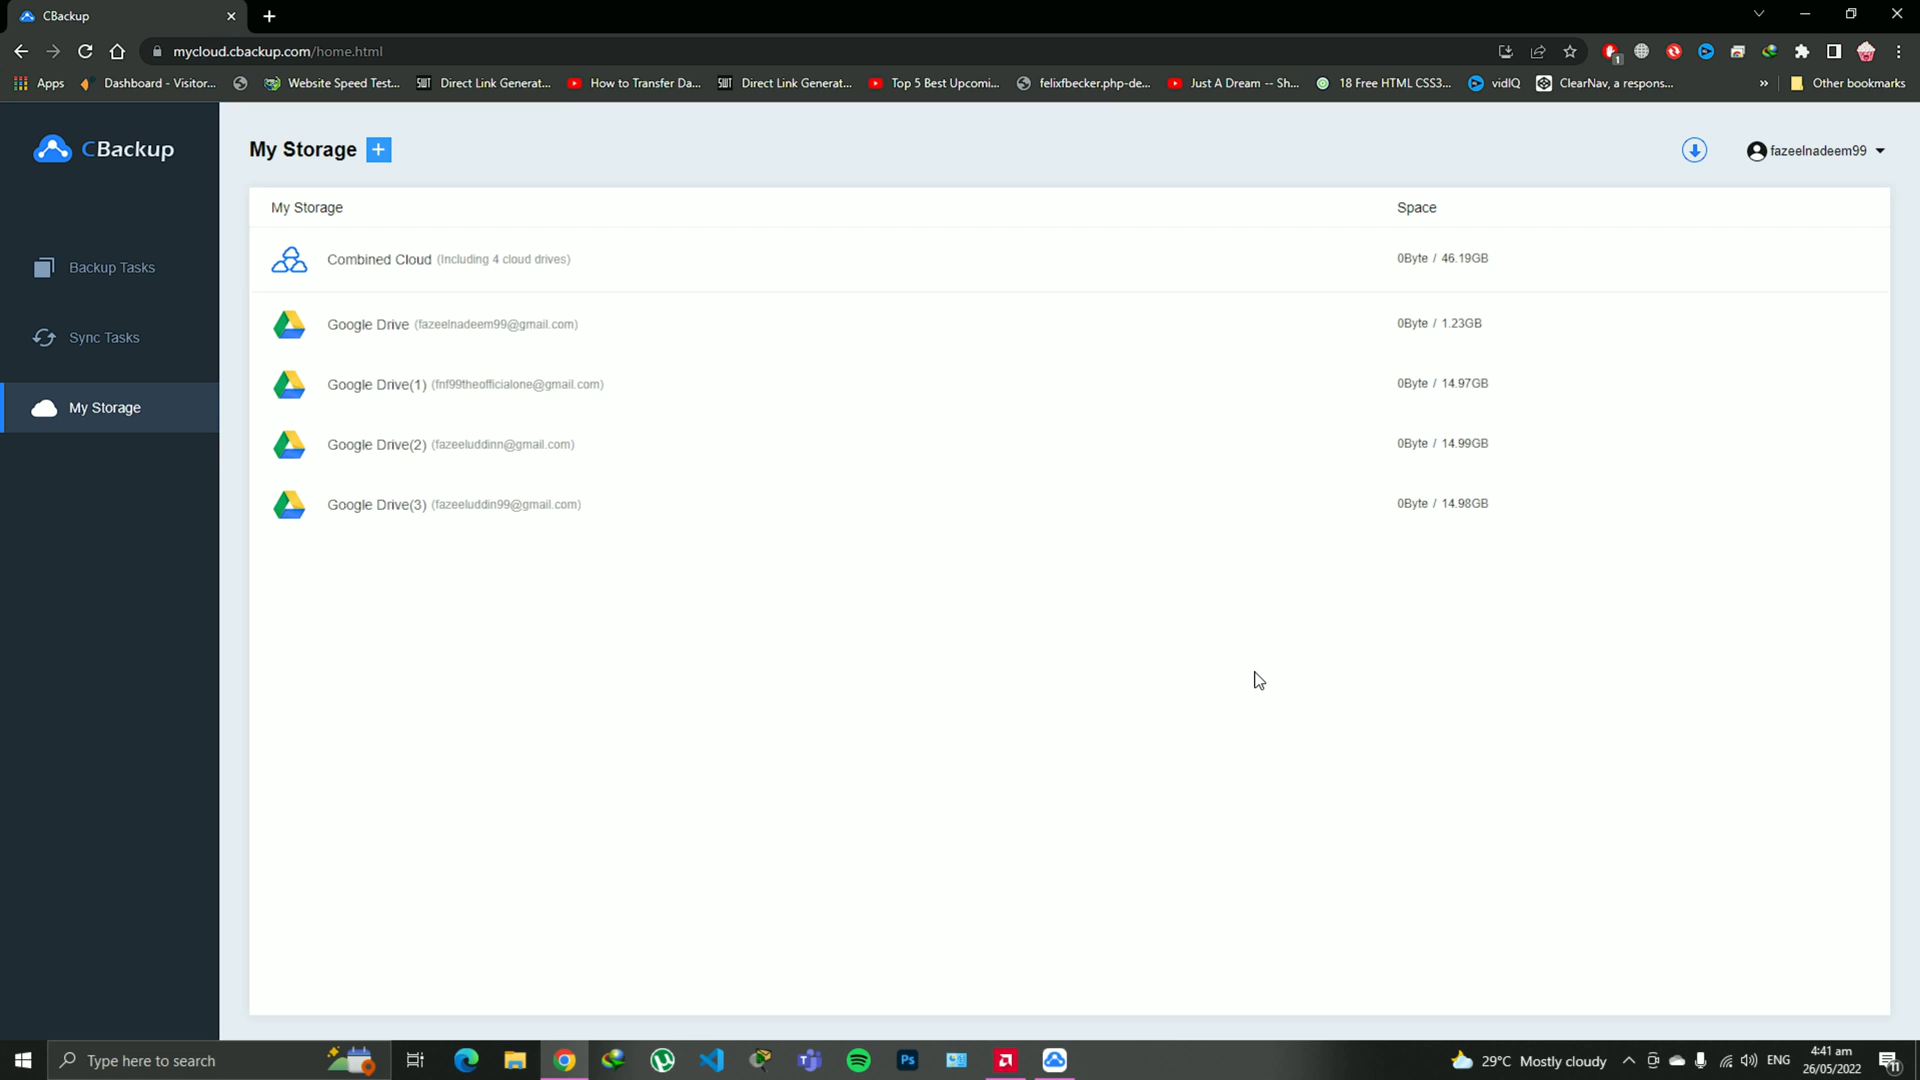 CBackup
mycloud.cbackup.com/home.html
1
Apps
Dashboard - Visitor...
Website Speed Test...
Direct Link Generat...
How to Transfer Da...
Direct Link Generat...
Top 5 Best Upcomi...
felixfbecker.php-de...
Just A Dream -- Sh...
18 Free HTML CSS3...
vidIQ
ClearNav, a respons...
»
Other bookmarks
CBackup
My Storage
fazeelnadeem99
My Storage Space
Backup Tasks
Sync Tasks
My Storage
Combined Cloud (Including 4 cloud drives) 0Byte / 46.19GB
Google Drive (fazeelnadeem99@gmail.com) 0Byte / 1.23GB
Google Drive(1) (fnf99theofficialone@gmail.com) 0Byte / 14.97GB
Google Drive(2) (fazeeluddinn@gmail.com) 0Byte / 14.99GB
Google Drive(3) (fazeeluddin99@gmail.com) 0Byte / 14.98GB
Type here to search
Ps
29°C Mostly cloudy
ENG
4:41 am
26/05/2022
11